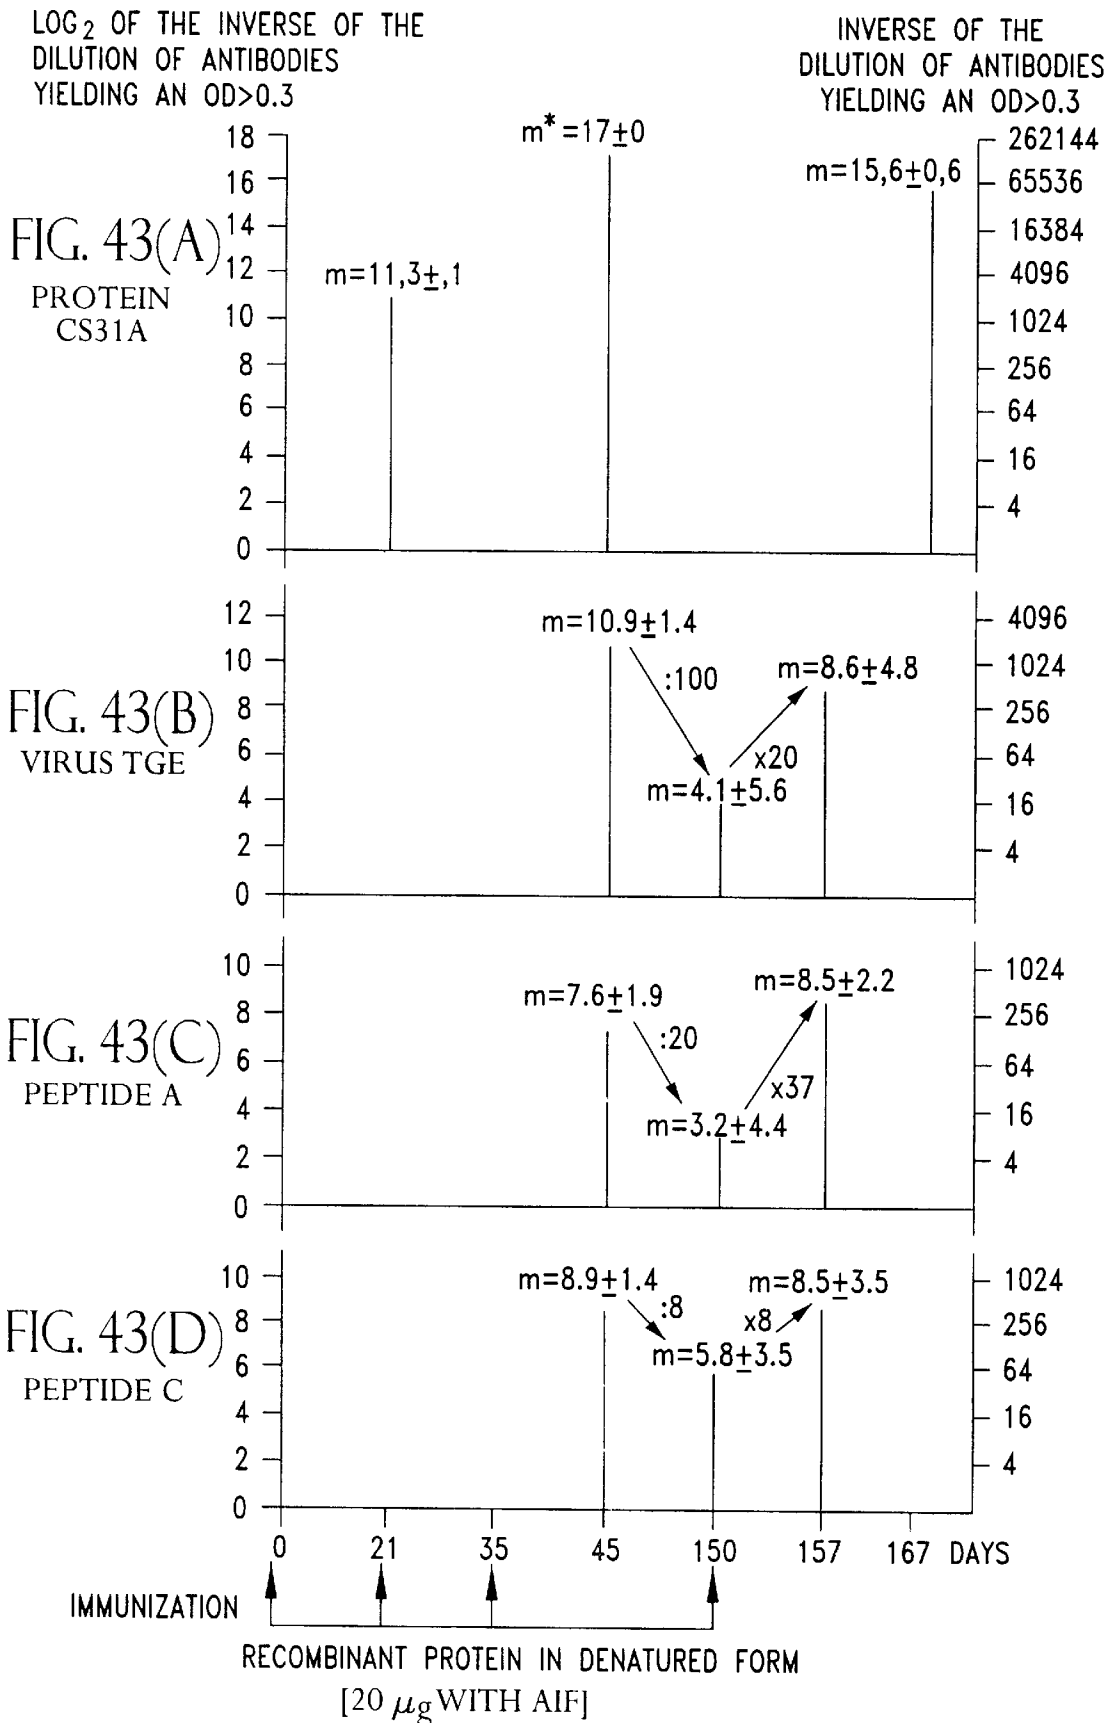 LOG₂ OF THE INVERSE OF THE
DILUTION OF ANTIBODIES
YIELDING AN OD>0.3
INVERSE OF THE
DILUTION OF ANTIBODIES
YIELDING AN OD>0.3
FIG. 43(A)
PROTEIN
CS31A
18
16
14
12
10
8
6
4
2
0
m=11,3±,1
m*=17±0
m=15,6±0,6
262144
65536
16384
4096
1024
256
64
16
4
FIG. 43(B)
VIRUS TGE
12
10
8
6
4
2
0
m=10.9±1.4
:100
m=4.1±5.6
x20
m=8.6±4.8
4096
1024
256
64
16
4
FIG. 43(C)
PEPTIDE A
10
8
6
4
2
0
m=7.6±1.9
:20
m=3.2±4.4
x37
m=8.5±2.2
1024
256
64
16
4
FIG. 43(D)
PEPTIDE C
10
8
6
4
2
0
m=8.9±1.4
:8
m=5.8±3.5
x8
m=8.5±3.5
1024
256
64
16
4
0 21 35 45 150 157 167 DAYS
IMMUNIZATION
RECOMBINANT PROTEIN IN DENATURED FORM
[20 μg WITH AIF]